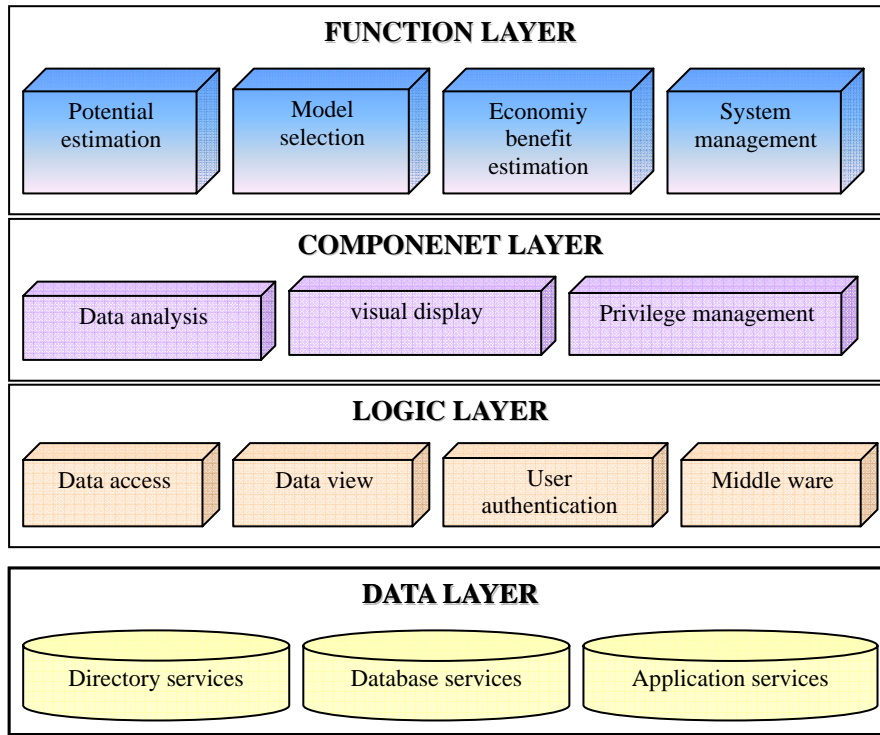 FUNCTION LAYER
Potential
estimation
Model
selection
Economiy
benefit
estimation
System
management
COMPONENET LAYER
Data analysis
visual display
Privilege management
LOGIC LAYER
Data access
Data view
User
authentication
Middle ware
DATA LAYER
Directory services
Database services
Application services